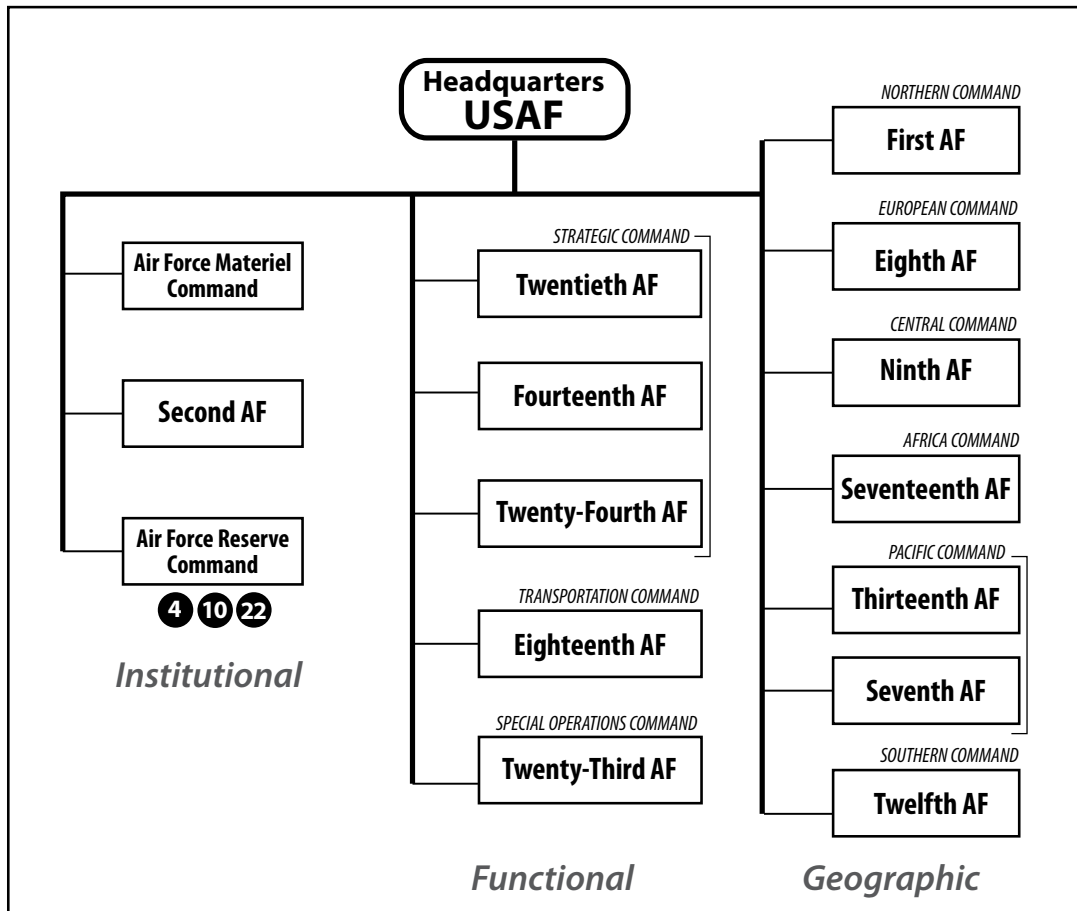 Headquarters
USAF
Air Force Materiel
Command
Second AF
Air Force Reserve
Command
4 10 22
Institutional
STRATEGIC COMMAND
Twentieth AF
Fourteenth AF
Twenty-Fourth AF
TRANSPORTATION COMMAND
Eighteenth AF
SPECIAL OPERATIONS COMMAND
Twenty-Third AF
Functional
NORTHERN COMMAND
First AF
EUROPEAN COMMAND
Eighth AF
CENTRAL COMMAND
Ninth AF
AFRICA COMMAND
Seventeenth AF
PACIFIC COMMAND
Thirteenth AF
Seventh AF
SOUTHERN COMMAND
Twelfth AF
Geographic